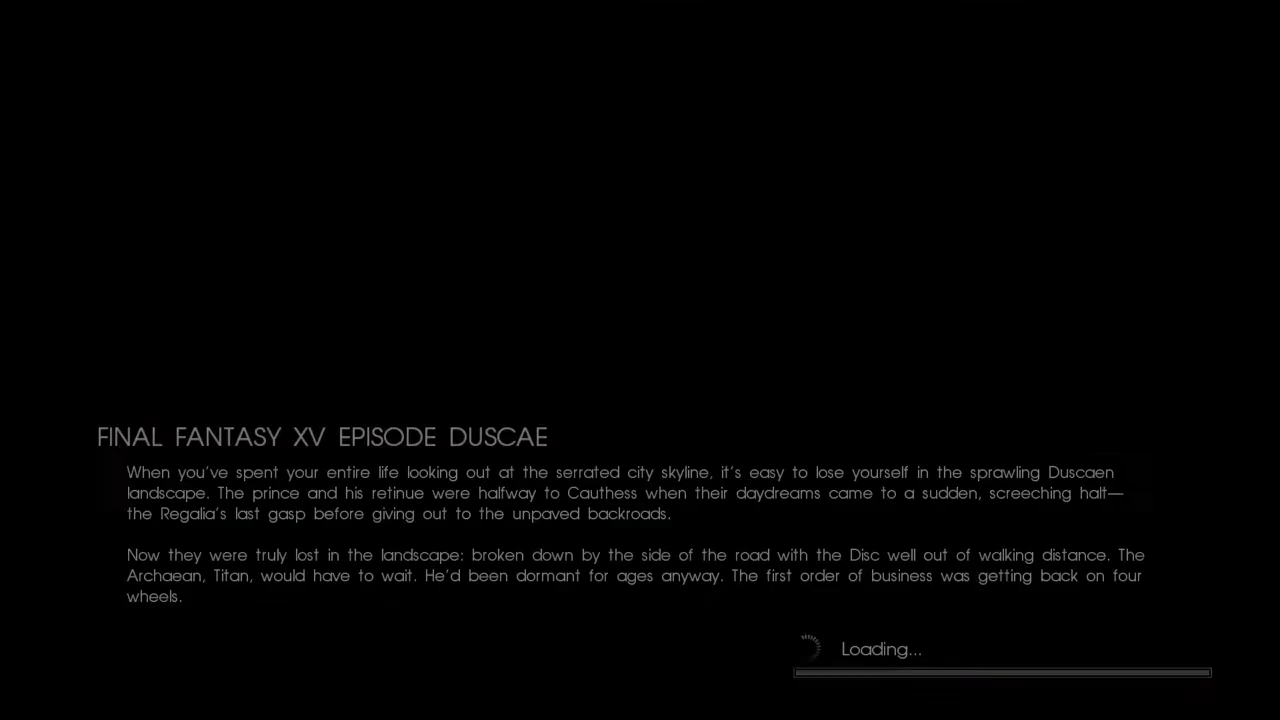 FINAL FANTASY XV EPISODE DUSCAE
When you've spent your entire life looking out at the serrated city skyline, it's easy to lose yourself in the sprawling Duscaen
landscape. The prince and his retinue were halfway to Cauthess when their daydreams came to a sudden, screeching halt—
the Regalia's last gasp before giving out to the unpaved backroads.
Now they were truly lost in the landscape: broken down by the side of the road with the Disc well out of walking distance. The
Archaean, Titan, would have to wait. He'd been dormant for ages anyway. The first order of business was getting back on four
wheels.
Loading...